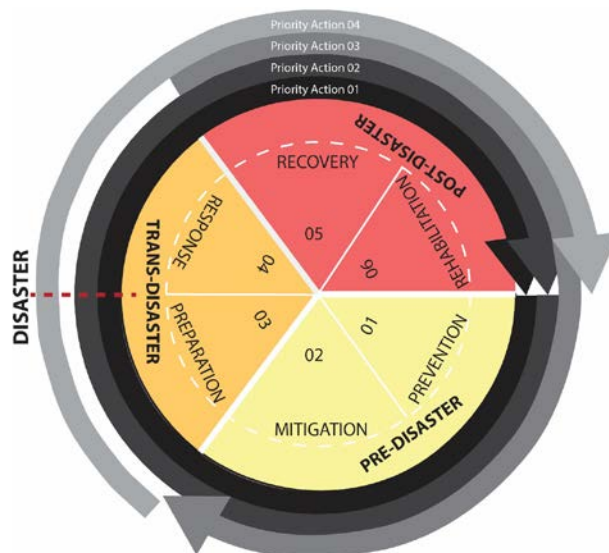 Priority Action 04
Priority Action 03
Priority Action 02
Priority Action 01
POST-DISASTER
RECOVERY
REHABILITATION
05
06
RESPONSE
04
TRANS-DISASTER
DISASTER
PREPARATION
03
01
02
PREVENTION
MITIGATION
PRE-DISASTER